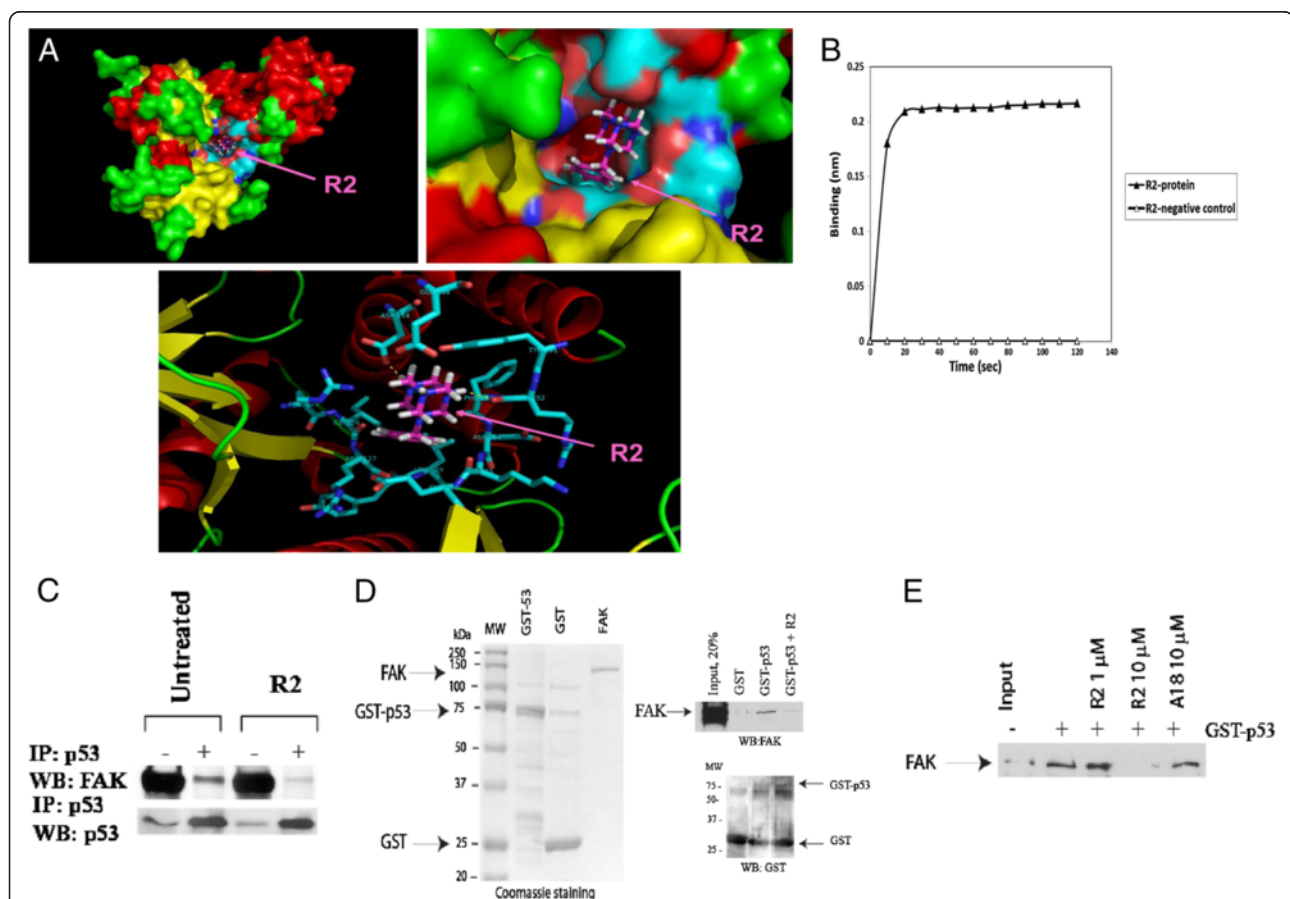 A
R2
R2
R2
B
0.25
0.2
0.15
0.1
0.05
0
Binding (nm)
0 20 40 60 80 100 120 140
Time (sec)
R2-protein
R2-negative control
C
Untreated
R2
IP: p53 - + - +
WB: FAK
IP: p53
WB: p53
D
kDa MW GST-53 GST FAK
250
150
100
75
50
37
25
20
FAK
GST-p53
GST
Coomassie staining
Input, 20%
GST
GST-p53
GST-p53 + R2
FAK
WB:FAK
MW
75-
50-
37 -
25 -
GST-p53
GST
WB: GST
E
Input
R2 1 μM
R2 10 μM
A18 10 μM
- + + + + GST-p53
FAK